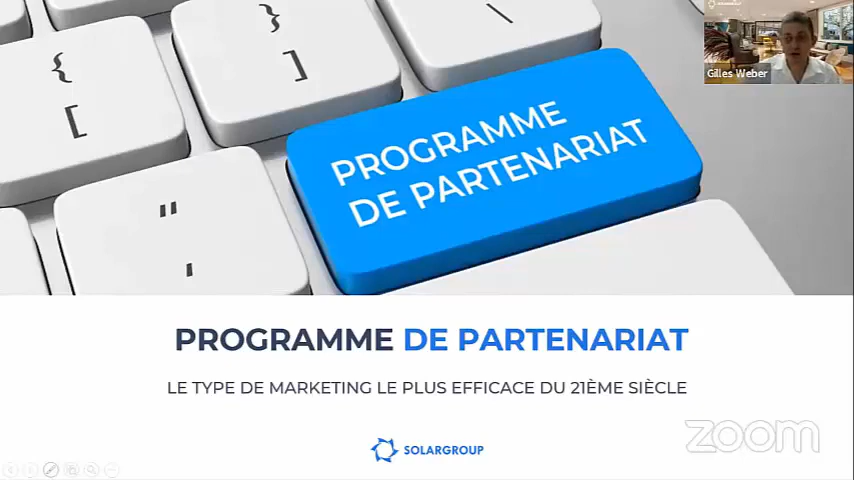 SOLARGROUP
Gilles Weber
{
[
}
]
\
"
'
PROGRAMME
DE PARTENARIAT
PROGRAMME DE PARTENARIAT
LE TYPE DE MARKETING LE PLUS EFFICACE DU 21ÈME SIÈCLE
SOLARGROUP
zoom